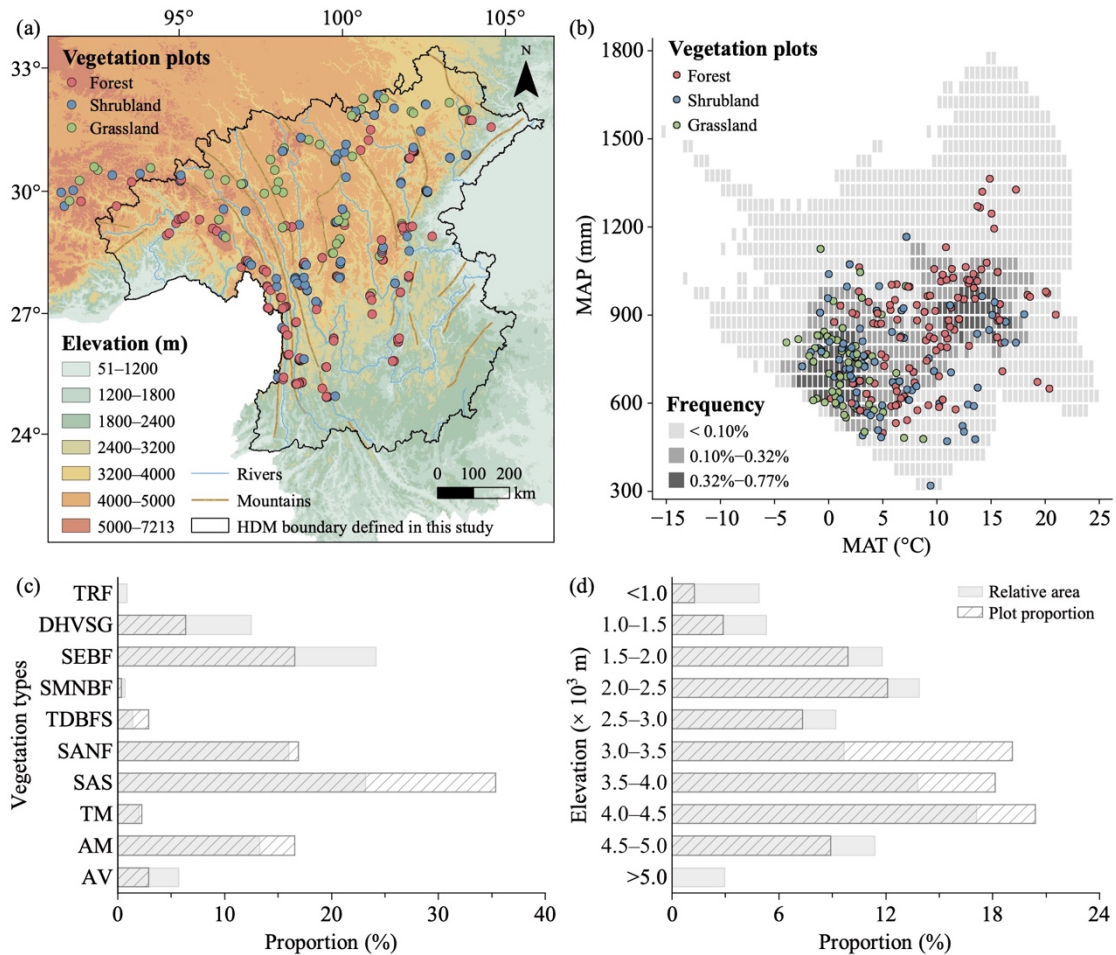 (a)
95° 100° 105°
33°
30°
27°
24°
Vegetation plots
Forest
Shrubland
Grassland
N
Elevation (m)
51–1200
1200–1800
1800–2400
2400–3200
3200–4000
4000–5000
5000–7213
Rivers
Mountains
HDM boundary defined in this study
0 100 200
km
(b)
1800
1500
1200
900
600
300
MAP (mm)
Vegetation plots
Forest
Shrubland
Grassland
Frequency
< 0.10%
0.10%–0.32%
0.32%–0.77%
−15 −10 −5 0 5 10 15 20 25
MAT (°C)
(c)
Vegetation types
TRF
DHVSG
SEBF
SMNBF
TDBFS
SANF
SAS
TM
AM
AV
0 10 20 30 40
Proportion (%)
(d)
Elevation (× 10³ m)
<1.0
1.0–1.5
1.5–2.0
2.0–2.5
2.5–3.0
3.0–3.5
3.5–4.0
4.0–4.5
4.5–5.0
>5.0
Relative area
Plot proportion
0 6 12 18 24
Proportion (%)